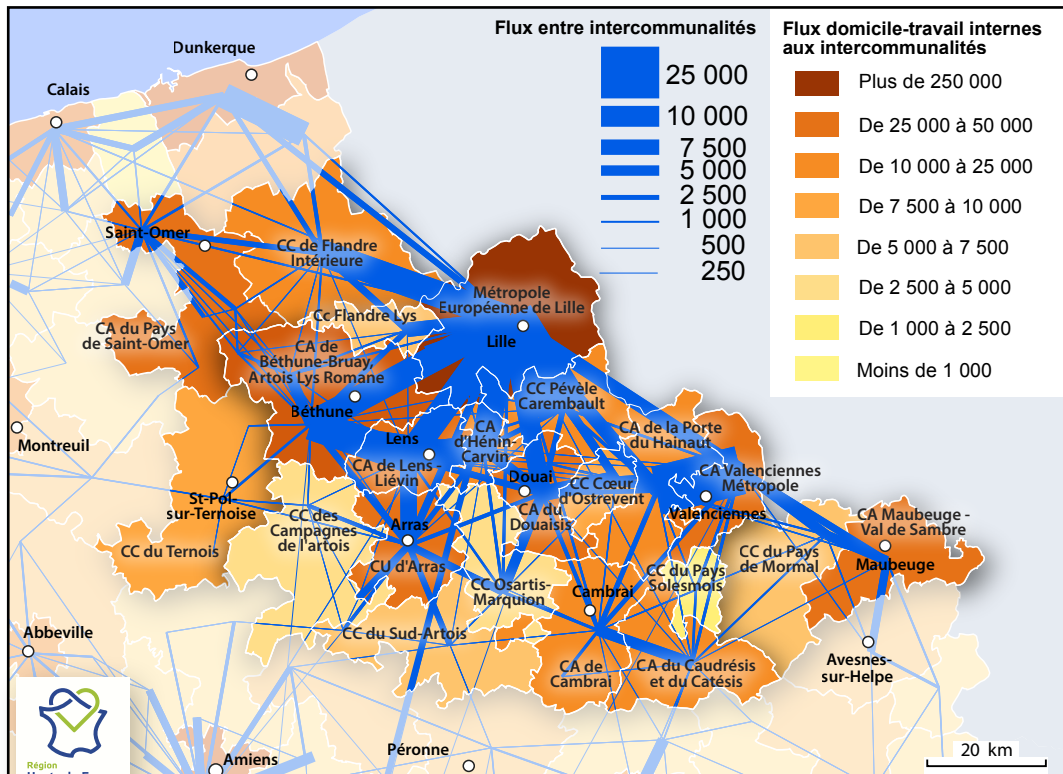 Flux entre intercommunalités
25 000
10 000
7 500
5 000
2 500
1 000
500
250
Flux domicile-travail internes
aux intercommunalités
Plus de 250 000
De 25 000 à 50 000
De 10 000 à 25 000
De 7 500 à 10 000
De 5 000 à 7 500
De 2 500 à 5 000
De 1 000 à 2 500
Moins de 1 000
Dunkerque
Calais
Saint-Omer
CC de Flandre
Intérieure
Métropole
Européenne de Lille
Lille
Cc Flandre Lys
CA du Pays
de Saint-Omer
CA de
Béthune-Bruay,
Artois Lys Romane
Béthune
CC Pévèle
Carembault
Montreuil
Lens
CA
d'Hénin-
Carvin
CA de la Porte
du Hainaut
CA de Lens -
Liévin
Douai
CC Cœur
d'Ostrevent
CA Valenciennes
Métropole
Valenciennes
St-Pol-
sur-Ternoise
CC des
Campagnes
de l'artois
Arras
CA du
Douaisis
CA Maubeuge -
Val de Sambre
Maubeuge
CC du Ternois
CU d'Arras
CC Osartis-
Marquion
CC du Pays
Solesmois
CC du Pays
de Mormal
Cambrai
Abbeville
CC du Sud-Artois
CA de
Cambrai
CA du Caudrésis
et du Catésis
Avesnes-
sur-Helpe
Région
Amiens
Péronne
20 km